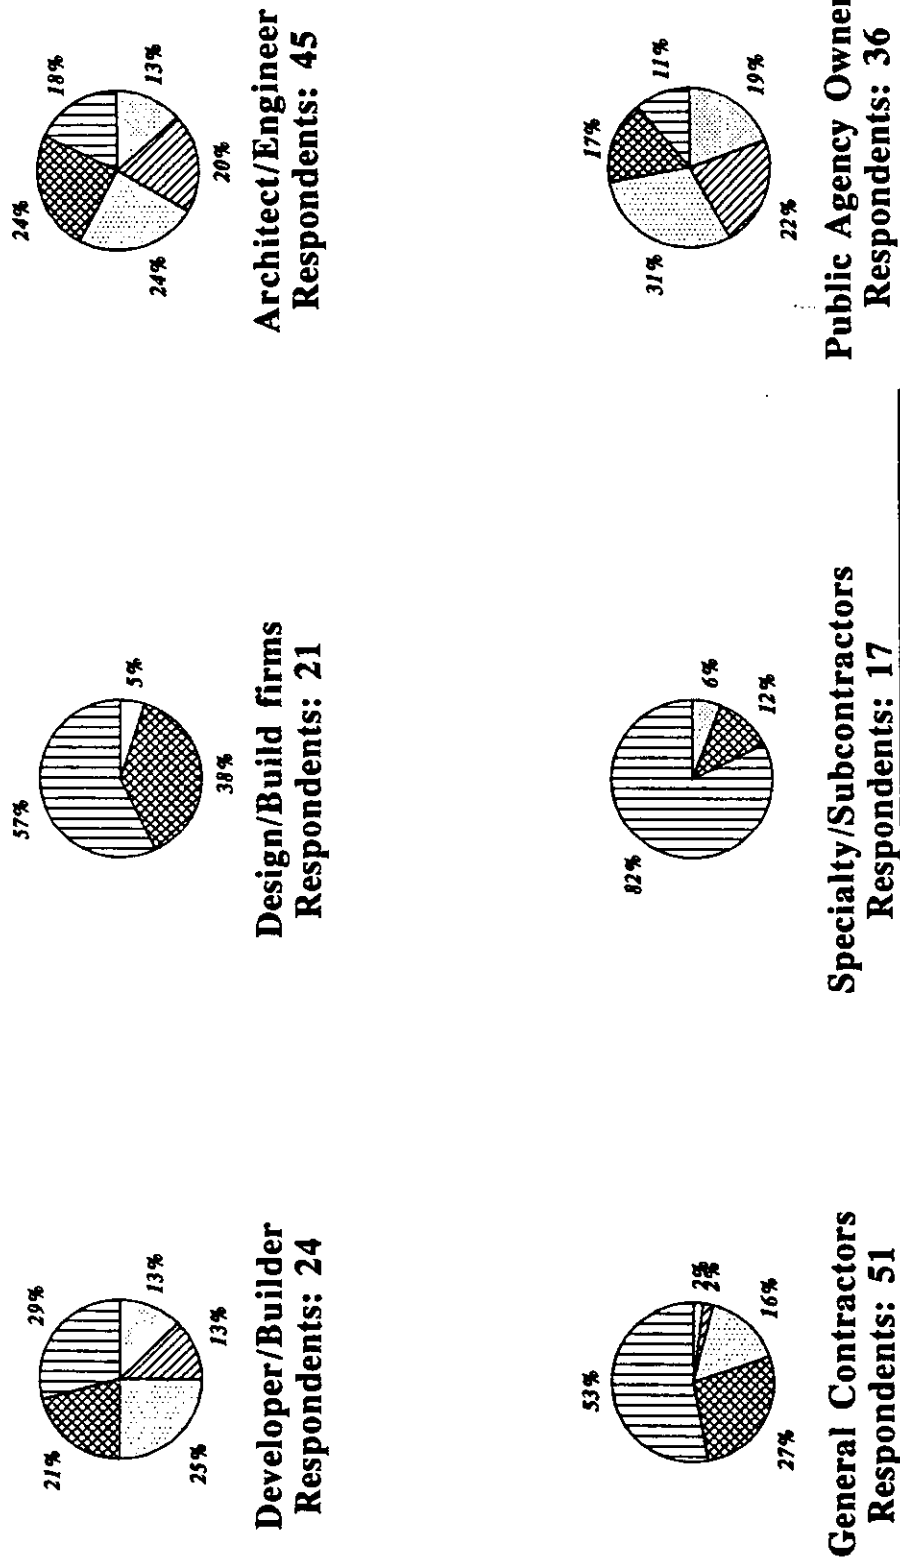 29%
21%
13%
13%
25%
Developer/Builder
Respondents: 24
57%
5%
38%
Design/Build firms
Respondents: 21
18%
24%
13%
24%
20%
Architect/Engineer
Respondents: 45
53%
2%
2%
16%
27%
General Contractors
Respondents: 51
82%
6%
12%
Specialty/Subcontractors
Respondents: 17
11%
17%
31%
19%
22%
Public Agency Owner
Respondents: 36